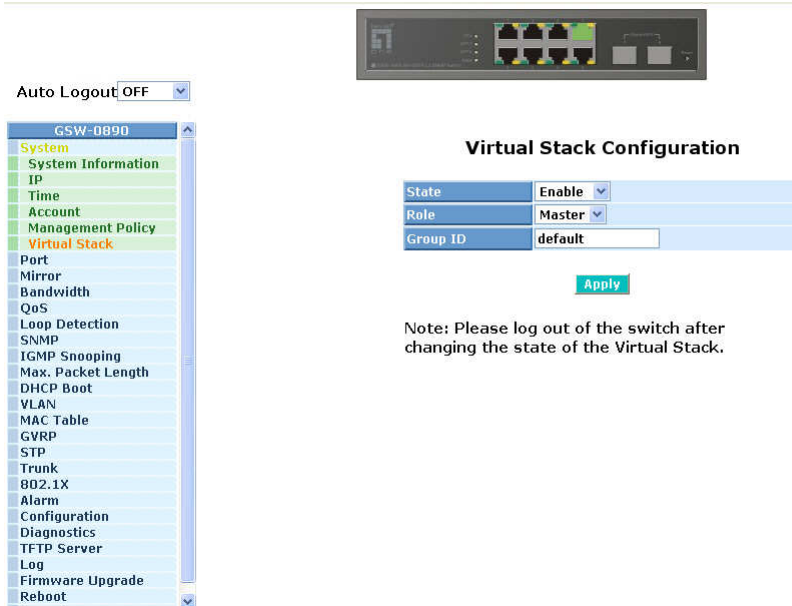 Auto Logout OFF
GSW-0890
System
System Information
IP
Time
Account
Management Policy
Virtual Stack
Port
Mirror
Bandwidth
QoS
Loop Detection
SNMP
IGMP Snooping
Max. Packet Length
DHCP Boot
VLAN
MAC Table
GVRP
STP
Trunk
802.1X
Alarm
Configuration
Diagnostics
TFTP Server
Log
Firmware Upgrade
Reboot
Virtual Stack Configuration
State Enable
Role Master
Group ID default
Apply
Note: Please log out of the switch after
changing the state of the Virtual Stack.